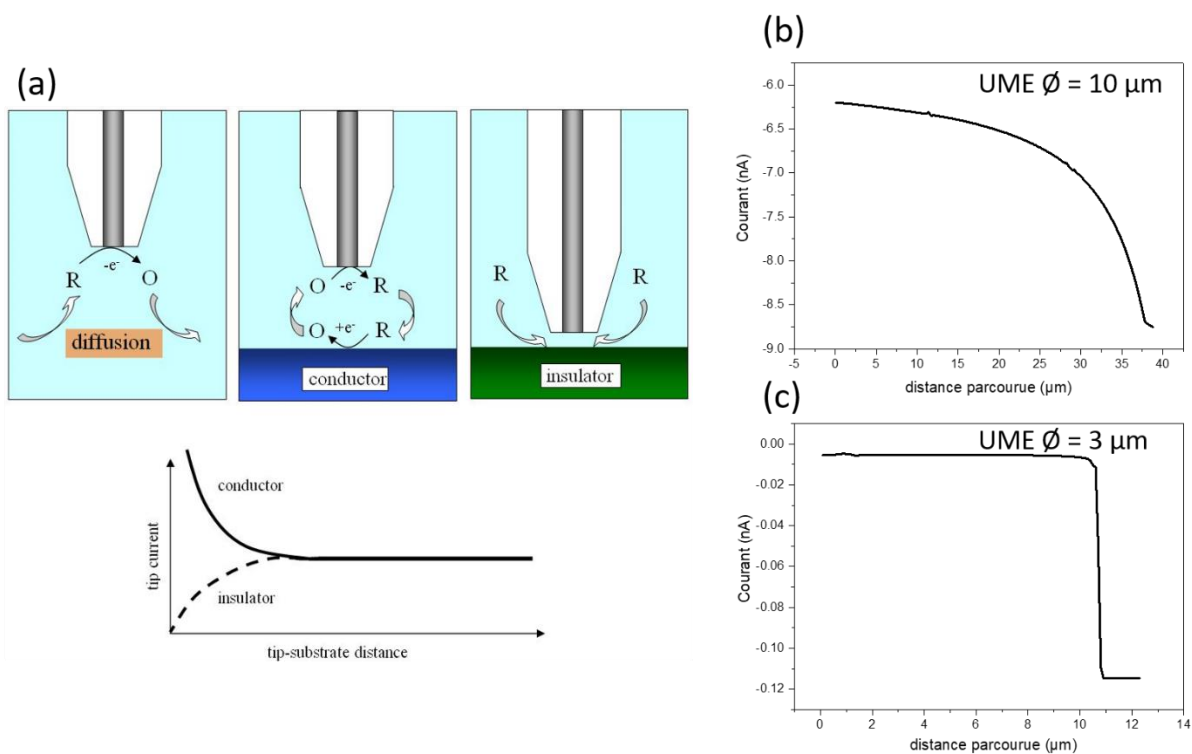 (a)
R
-e-
O
diffusion
O
-e-
R
O
+e-
R
conductor
R
R
insulator
tip current
conductor
insulator
tip-substrate distance
(b)
UME Ø = 10 µm
Courant (nA)
-6.0
-6.5
-7.0
-7.5
-8.0
-8.5
-9.0
-5 0 5 10 15 20 25 30 35 40
distance parcourue (µm)
(c)
UME Ø = 3 µm
Courant (nA)
0.00
-0.02
-0.04
-0.06
-0.08
-0.10
-0.12
0 2 4 6 8 10 12 14
distance parcourue (µm)